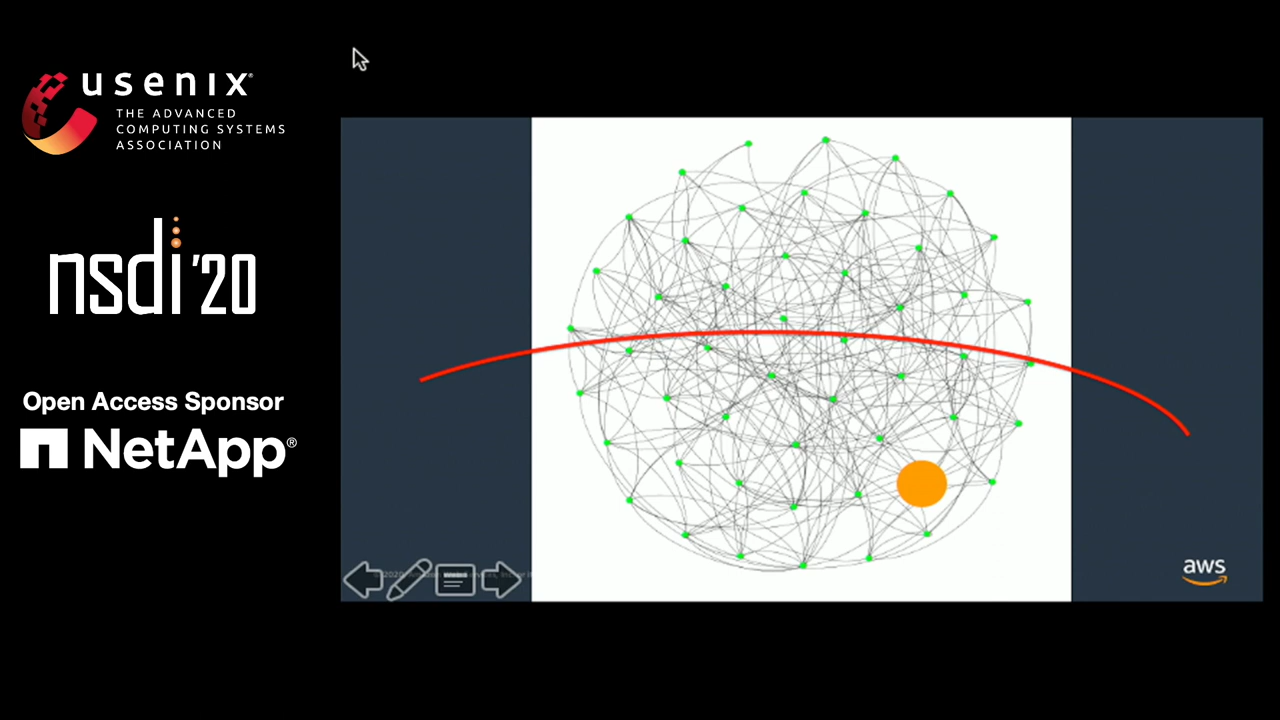 usenix®
THE ADVANCED
COMPUTING SYSTEMS
ASSOCIATION
nsdi '20
Open Access Sponsor
NetApp®
aws